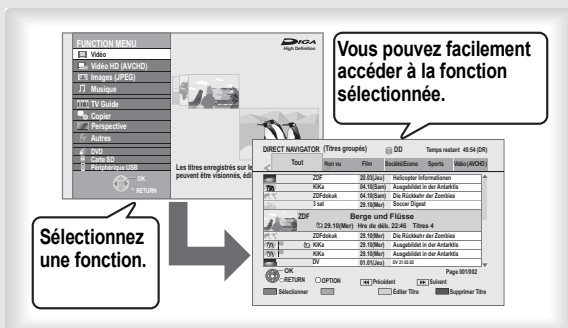 FUNCTION MENU
DIGA
High Definition
Vidéo
Vidéo HD (AVCHD)
Images (JPEG)
Musique
TV Guide
Copier
Perspective
Autres
DVD
Carte SD
Périphérique USB
OK
RETURN
Les titres enregistrés sur le
peuvent être visionnés, édi
Vous pouvez facilement
accéder à la fonction
sélectionnée.
Sélectionnez
une fonction.
DIRECT NAVIGATOR (Titres groupés) DD Temps restant 45:54 (DR)
Tout Non vu Film Société/Econo Sports Vidéo (AVCHD)
ZDF 20.03(Jeu) Helicopter Informationen
KiKa 04.10(Sam) Ausgebildet in der Antarktis
ZDFdokuk 04.10(Sam) Die Rückkehr der Zombies
3 sat 29.10(Mer) Soccer Digest
ZDF Berge und Flüsse
29.10(Mer) Hre de déb. 22:46 Titres 4
ZDFdokuk 29.10(Mer) Die Rückkuhr der Zombies
KiKa 29.10(Mer) Ausgebildet in der Antarktis
KiKa 29.10(Mer) Ausgebildet in der Antarktis
DV 01.01(Jeu) DV 21.02.02
OK
RETURN OPTION
Page 001/002
Précédent Suivant
Sélectionner Éditer Titre Supprimer Titre